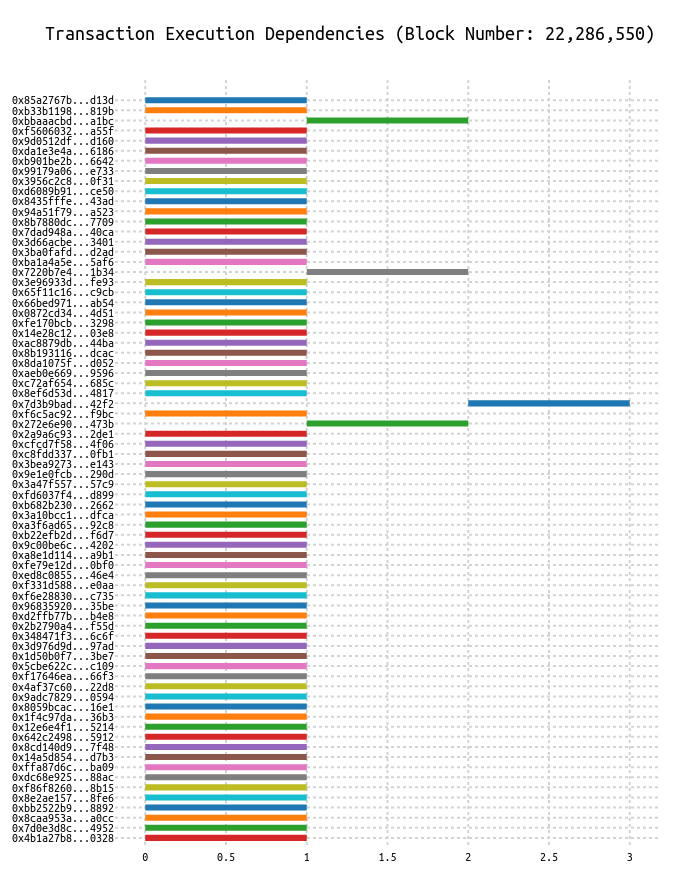 Transaction Execution Dependencies (Block Number: 22,286,550)
0x85a2767b...d13d
0xb33b1198...819b
0xbbaaacbd...a1bc
0xf5606032...a55f
0x9d0512df...d160
0xda1e3e4a...6186
0xb901be2b...6642
0x99179a06...e733
0x3956c2c8...0f31
0xd6089b91...ce50
0x8435fffe...43ad
0x94a51f79...a523
0x8b7880dc...7709
0x7dad948a...40ca
0x3d66acbe...3401
0x3ba0fafd...d2ad
0xba1a4a5e...5af6
0x7220b7e4...1b34
0x3e96933d...fe93
0x65f11c16...c9cb
0x66bed971...ab54
0x0872cd34...4d51
0xfe170bcb...3298
0x14e28c12...03e8
0xac8879db...44ba
0x8b193116...dcac
0x8da1075f...d052
0xaeb0e669...9596
0xc72af654...685c
0x8ef6d53d...4817
0x7d3b9bad...42f2
0xf6c5ac92...f9bc
0x272e6e90...473b
0x2a9a6c93...2de1
0xcfcd7f58...4f06
0xc8fdd337...0fb1
0x3bea9273...e143
0x9e1e0fcb...290d
0x3a47f557...57c9
0xfd6037f4...d899
0xb682b230...2662
0x3a10bcc1...dfca
0xa3f6ad65...92c8
0xb22efb2d...f6d7
0x9c00be6c...4202
0xa8e1d114...a9b1
0xfe79e12d...0bf0
0xed8c0855...46e4
0xf331d588...e0aa
0xf6e28830...c735
0x96835920...35be
0xd2ffb77b...b4e8
0x2b2790a4...f55d
0x348471f3...6c6f
0x3d976d9d...97ad
0x1d50b0f7...3be7
0x5cbe622c...c109
0xf17646ea...66f3
0x4af37c60...22d8
0x9adc7829...0594
0x8059bcac...16e1
0x1f4c97da...36b3
0x12e6e4f1...5214
0x642c2498...5912
0x8cd140d9...7f48
0x14a5d854...d7b3
0xffa87d6c...ba09
0xdc68e925...88ac
0xf86f8260...8b15
0x8e2ae157...8fe6
0xbb2522b9...8892
0x8caa953a...a0cc
0x7d0e3d8c...4952
0x4b1a27b8...0328
0 0.5 1 1.5 2 2.5 3